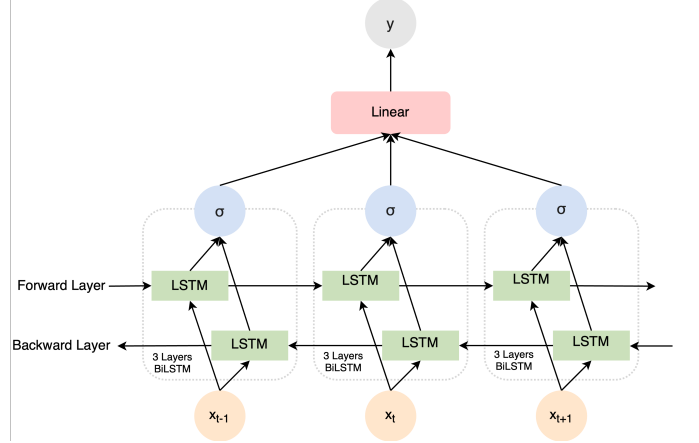 y
Linear
σ
σ
σ
Forward Layer
LSTM
LSTM
LSTM
Backward Layer
LSTM
LSTM
LSTM
3 Layers
BiLSTM
3 Layers
BiLSTM
3 Layers
BiLSTM
xt-1
xt
xt+1